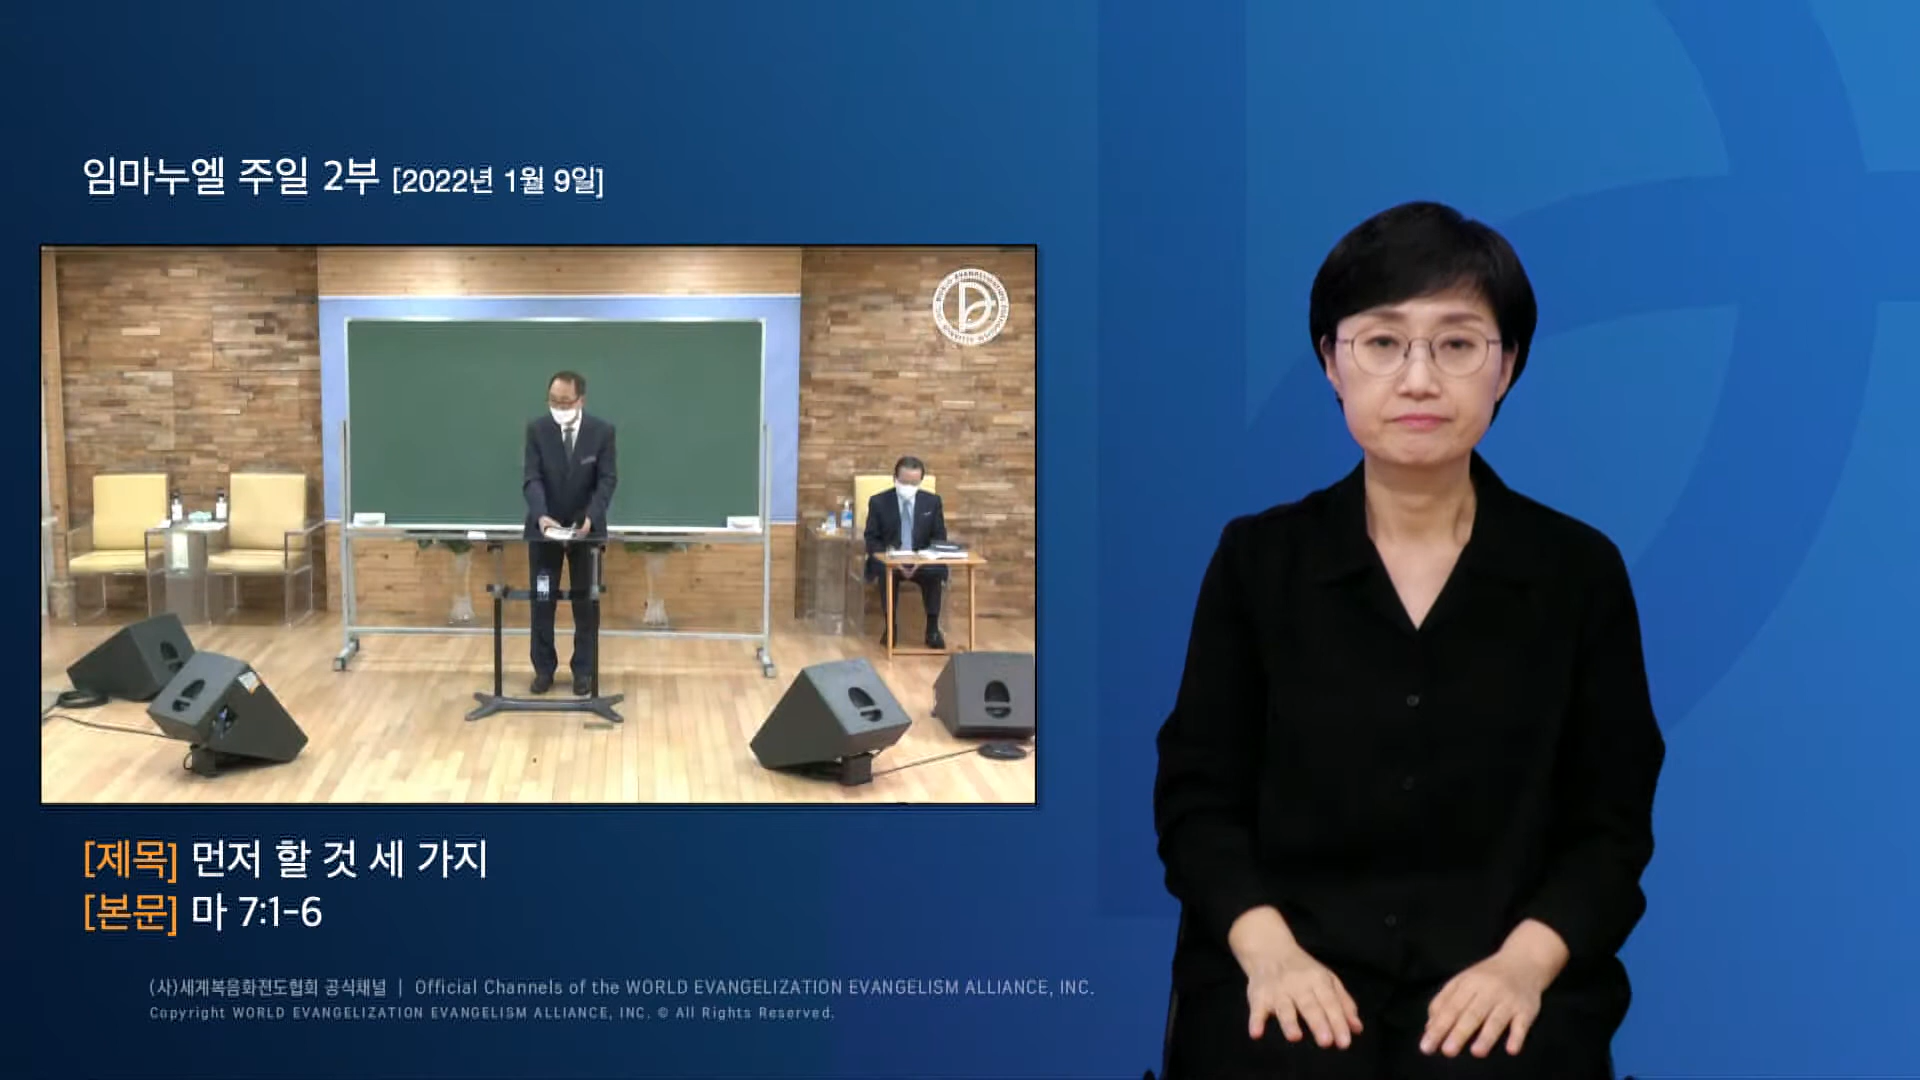 임마누엘 주일 2부 [2022년 1월 9일]
[제목] 먼저 할 것 세 가지
[본문] 마 7:1-6
(사)세계복음화전도협회 공식채널 | Official Channels of the WORLD EVANGELIZATION EVANGELISM ALLIANCE, INC.
Copyright WORLD EVANGELIZATION EVANGELISM ALLIANCE, INC. © All Rights Reserved.